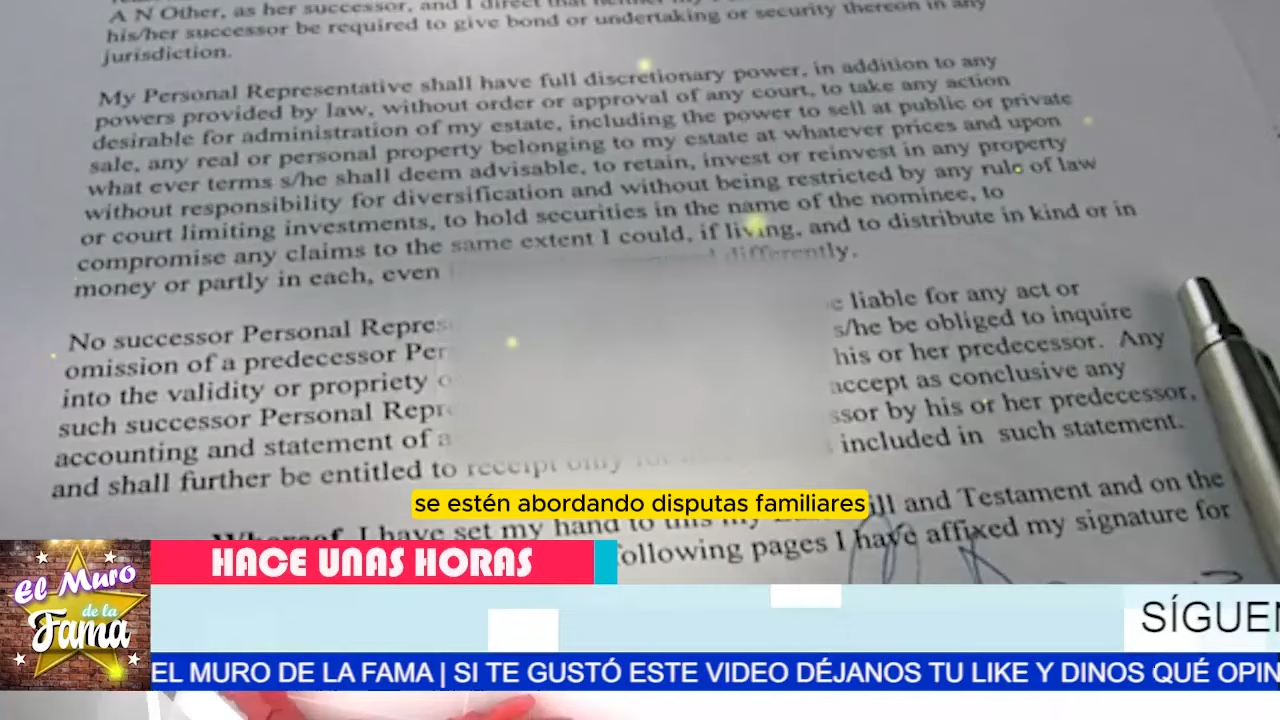 A N Other, as her successor, and I direct that neither my
his/her successor be required to give bond or undertaking or security thereon in any
jurisdiction.
My Personal Representative shall have full discretionary power, in addition to any
powers provided by law, without order or approval of any court, to take any action
desirable for administration of my estate, including the power to sell at public or private
sale, any real or personal property belonging to my estate at whatever prices and upon
what ever terms s/he shall deem advisable, to retain, invest or reinvest in any property
without responsibility for diversification and without being restricted by any rule of law
or court limiting investments, to hold securities in the name of the nominee, to
compromise any claims to the same extent I could, if living, and to distribute in kind or in
money or partly in each, even differently.
No successor Personal liable for any act or
omission of a predecessor s/he be obliged to inquire
into the validity or propriety his or her predecessor. Any
such successor Personal accept as conclusive any
accounting and statement of by his or her predecessor,
and shall further be entitled to receipt only for included in such statement.
se estén abordando disputas familiares
Whereof, I have set my hand to this my and Testament and on the
following pages I have affixed my signature for
HACE UNAS HORAS
El Muro
de la
Fama
SÍGUEN
EL MURO DE LA FAMA | SI TE GUSTÓ ESTE VIDEO DÉJANOS TU LIKE Y DINOS QUÉ OPIN